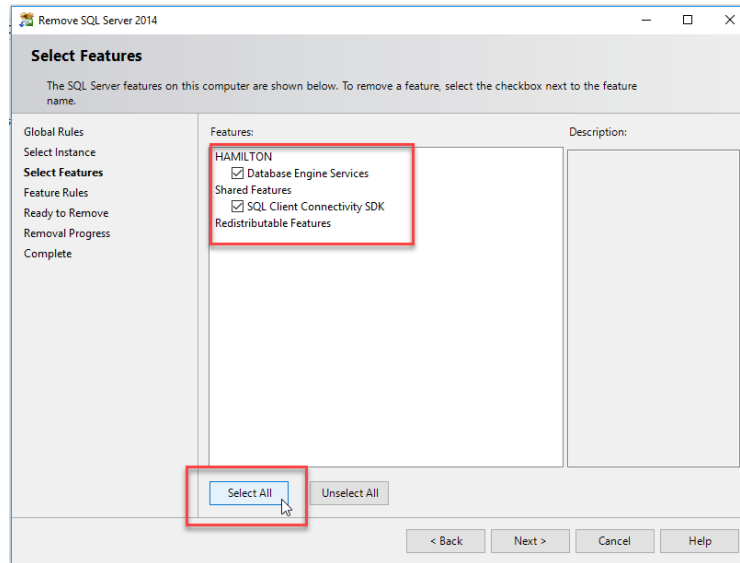 Remove SQL Server 2014
Select Features
The SQL Server features on this computer are shown below. To remove a feature, select the checkbox next to the feature
name.
Global Rules
Select Instance
Select Features
Feature Rules
Ready to Remove
Removal Progress
Complete
Features:
HAMILTON
Database Engine Services
Shared Features
SQL Client Connectivity SDK
Redistributable Features
Description:
Select All
Unselect All
< Back
Next >
Cancel
Help